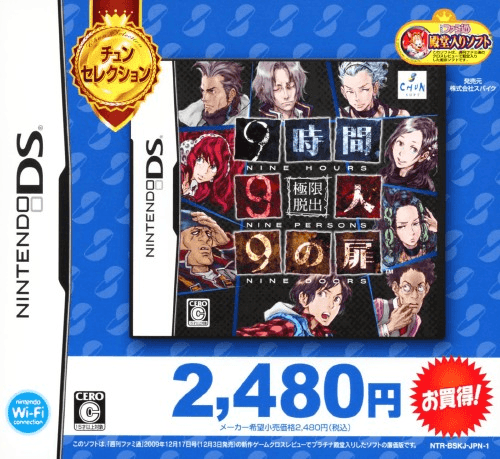 チュン
セレクション
ファミ通
殿堂入りソフト
発売元
株式会社スパイク
NINTENDO DS
NINTENDO DS
CHUN
SOFT
9時間
NINE HOURS
9
極限
脱出
人
NINE PERSONS
9の扉
NINE DOORS
CERO
C
CERO
C
15才以上対象
Nintendo
Wi-Fi
connection
2,480円
メーカー希望小売価格2,480円(税込)
お買得!
このソフトは、「週刊ファミ通」2009年12月17日号(12月3日発売)の新作ゲームクロスレビューでプラチナ殿堂入りしたソフトの廉価版です。
NTR-BSKJ-JPN-1